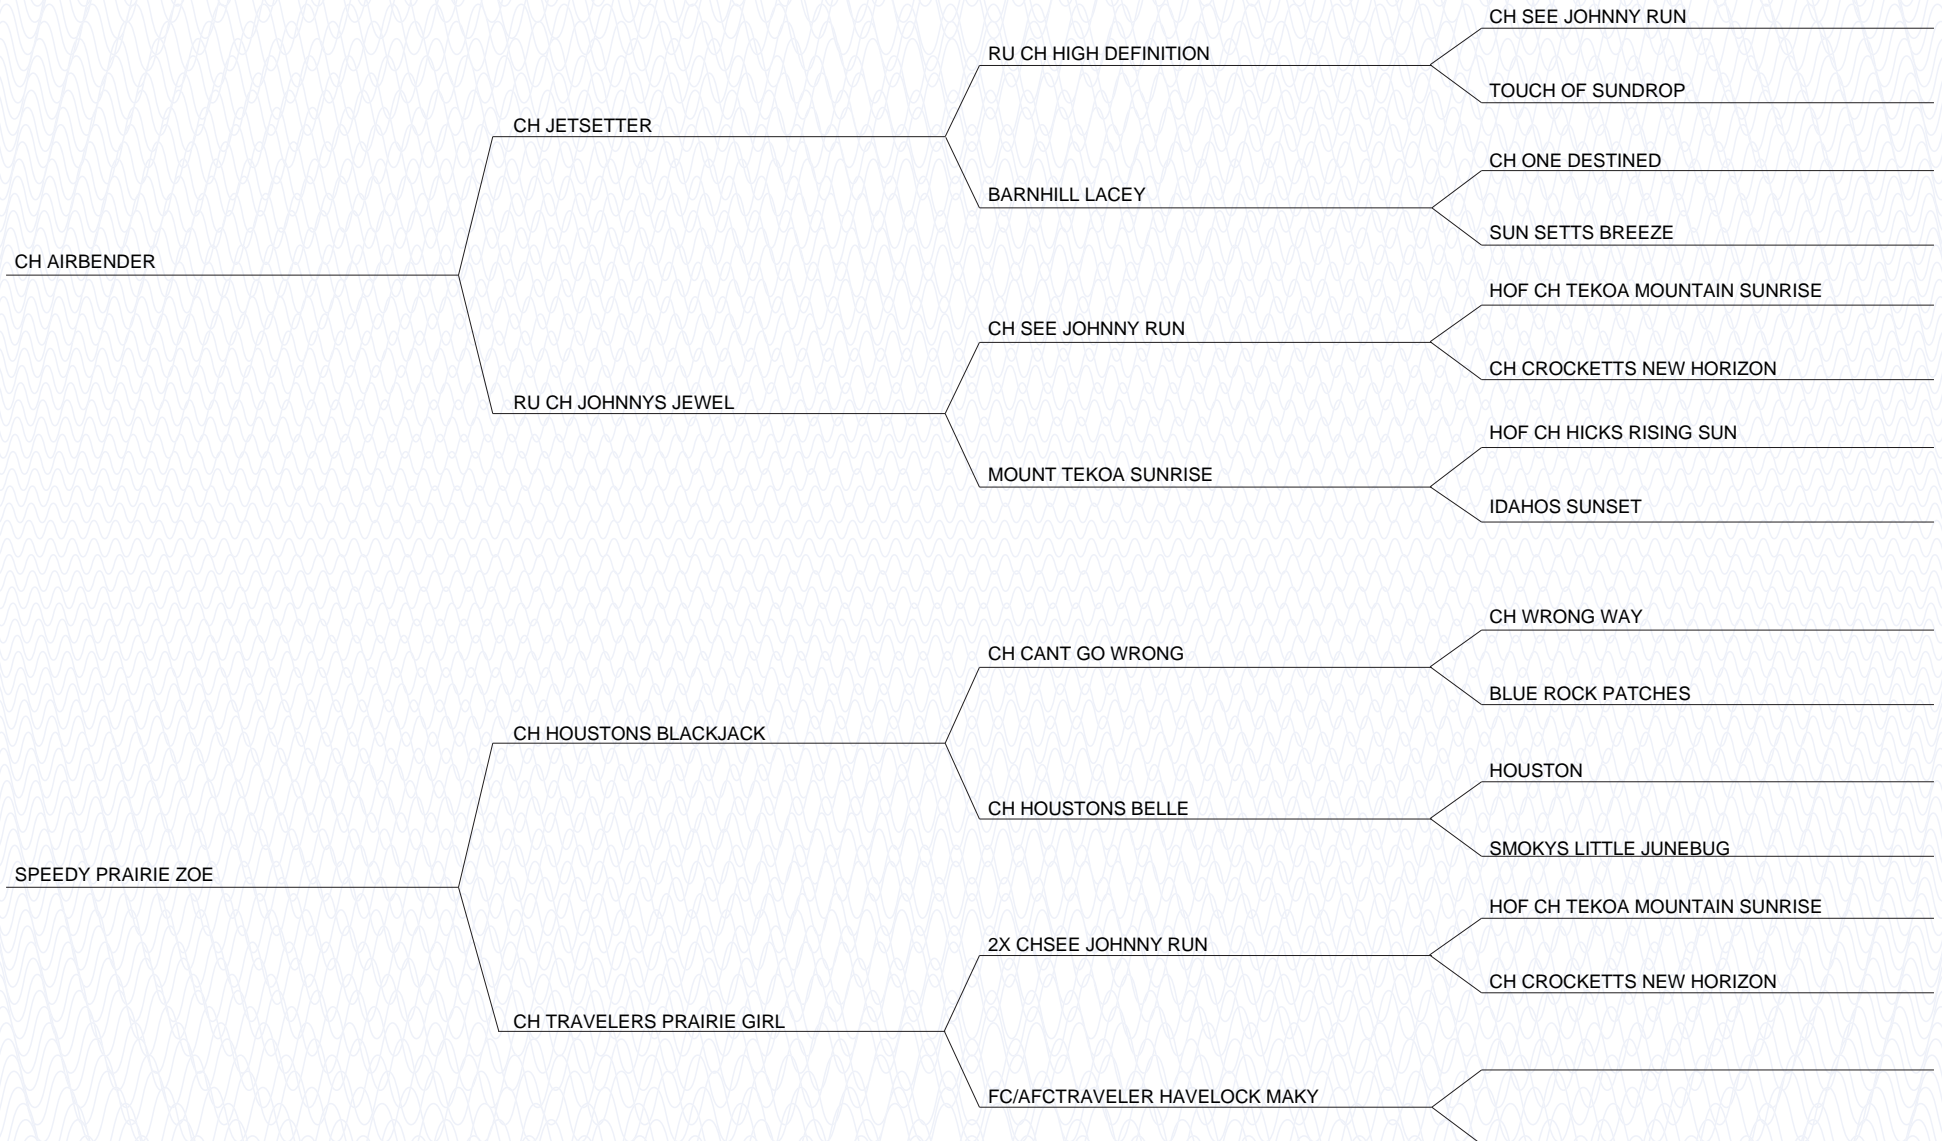 CH SEE JOHNNY RUN
RU CH HIGH DEFINITION
TOUCH OF SUNDROP
CH JETSETTER
CH ONE DESTINED
BARNHILL LACEY
SUN SETTS BREEZE
CH AIRBENDER
HOF CH TEKOA MOUNTAIN SUNRISE
CH SEE JOHNNY RUN
CH CROCKETTS NEW HORIZON
RU CH JOHNNYS JEWEL
HOF CH HICKS RISING SUN
MOUNT TEKOA SUNRISE
IDAHOS SUNSET
CH WRONG WAY
CH CANT GO WRONG
BLUE ROCK PATCHES
CH HOUSTONS BLACKJACK
HOUSTON
CH HOUSTONS BELLE
SMOKYS LITTLE JUNEBUG
SPEEDY PRAIRIE ZOE
HOF CH TEKOA MOUNTAIN SUNRISE
2X CHSEE JOHNNY RUN
CH CROCKETTS NEW HORIZON
CH TRAVELERS PRAIRIE GIRL
FC/AFCTRAVELER HAVELOCK MAKY